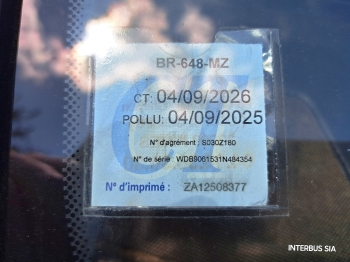 BR-648-MZ
CT: 04/09/2026
POLLU: 04/09/2025
N° d'agrément : S030Z180
N° de série : WDB9061531N484354
N° d'imprimé : ZA12508377
INTERBUS SIA